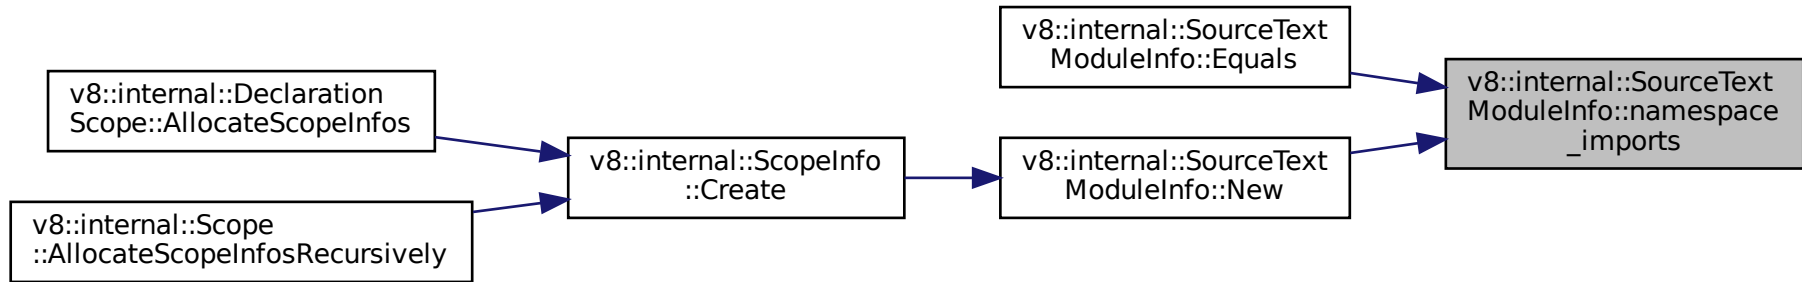 v8::internal::Declaration
Scope::AllocateScopeInfos
v8::internal::Scope
::AllocateScopeInfosRecursively
v8::internal::ScopeInfo
::Create
v8::internal::SourceText
ModuleInfo::Equals
v8::internal::SourceText
ModuleInfo::New
v8::internal::SourceText
ModuleInfo::namespace
_imports